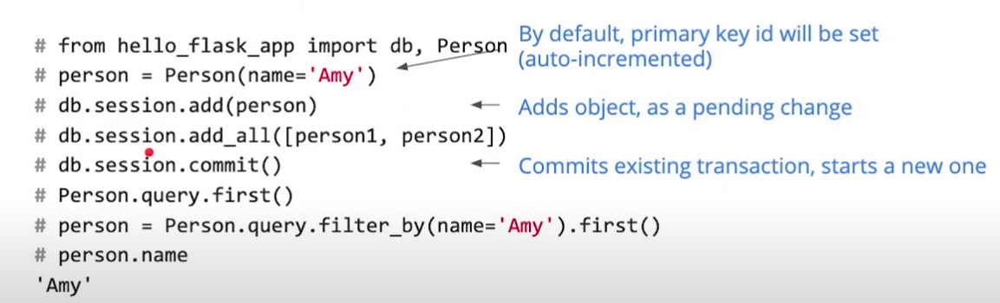 # from hello_flask_app import db, Person
By default, primary key id will be set
(auto-incremented)
# person = Person(name='Amy')
# db.session.add(person)
Adds object, as a pending change
# db.session.add_all([person1, person2])
# db.session.commit()
Commits existing transaction, starts a new one
# Person.query.first()
# person = Person.query.filter_by(name='Amy').first()
# person.name
'Amy'